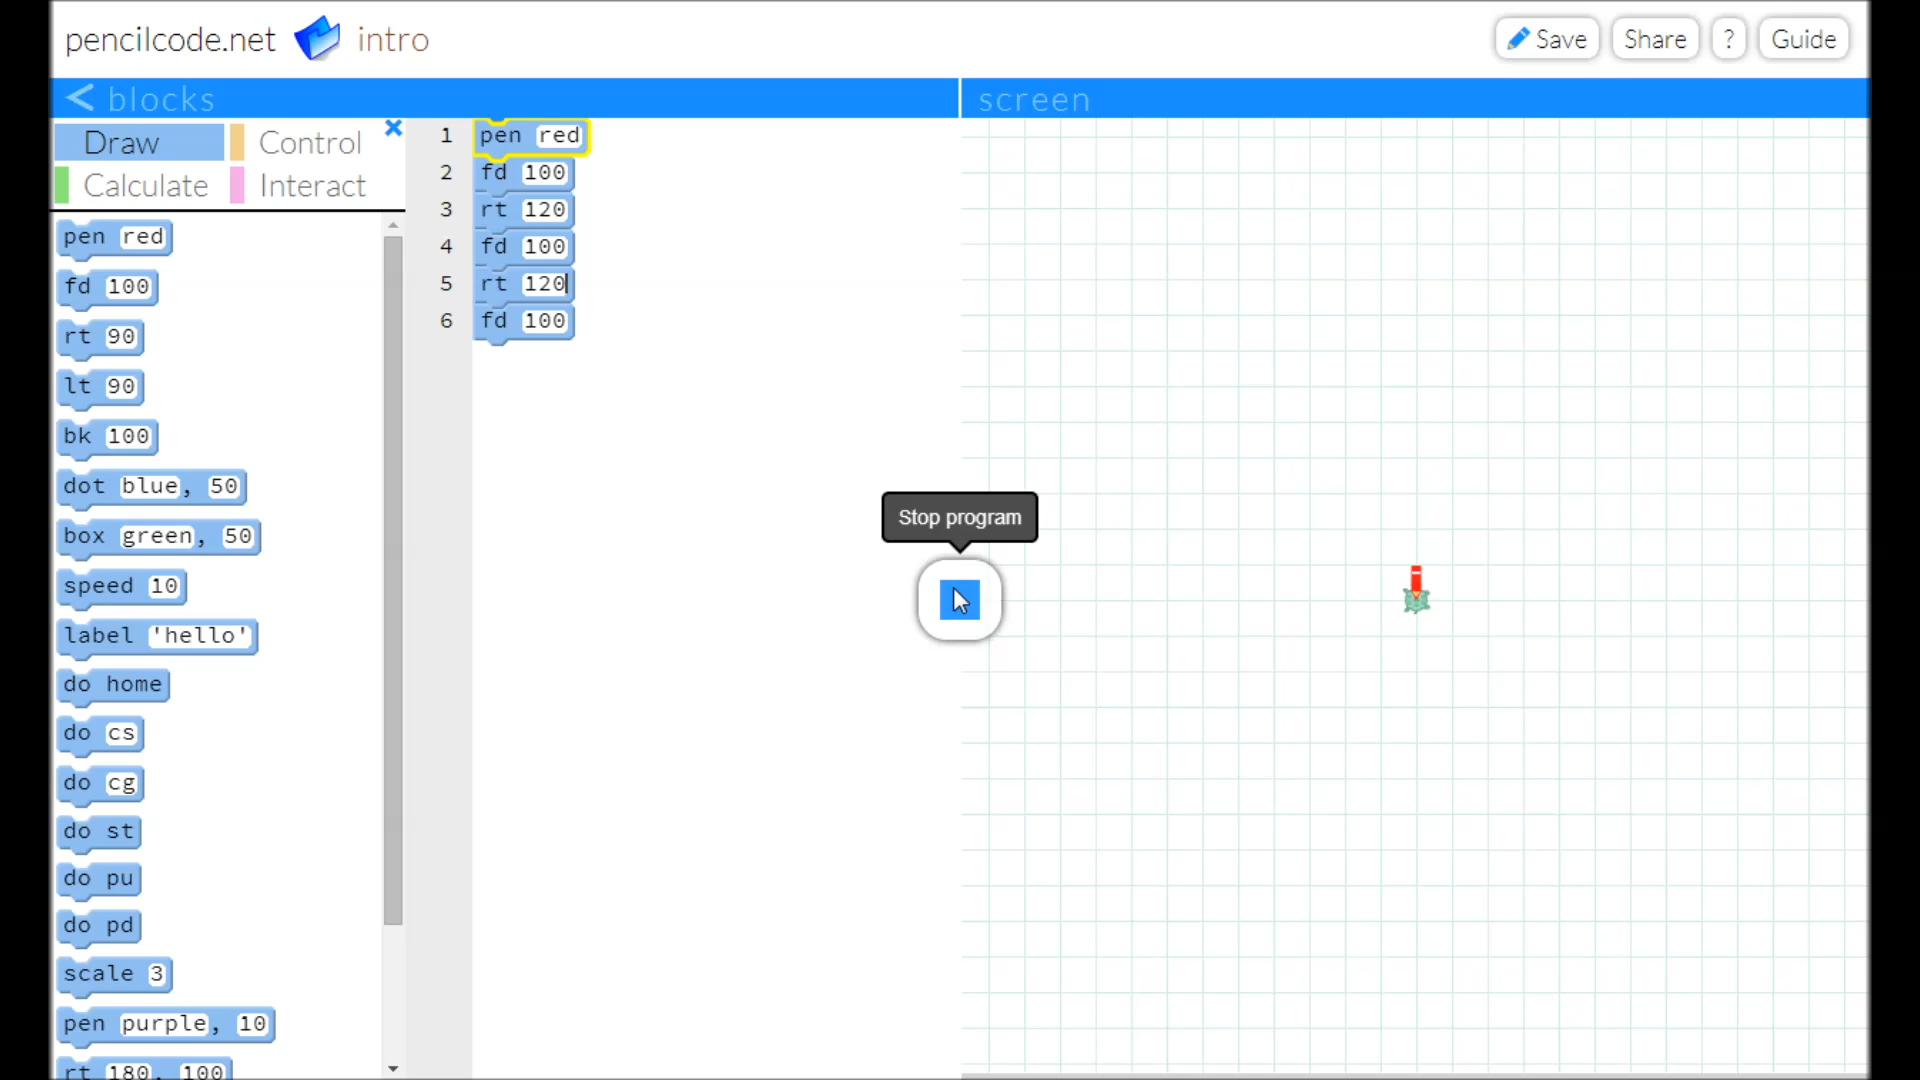 pencilcode.net intro
Save Share ? Guide
< blocks
screen
Draw Control
Calculate Interact
pen red
fd 100
rt 90
lt 90
bk 100
dot blue, 50
box green, 50
speed 10
label 'hello'
do home
do cs
do cg
do st
do pu
do pd
scale 3
pen purple, 10
rt 180, 100
1 pen red
2 fd 100
3 rt 120
4 fd 100
5 rt 120
6 fd 100
Stop program